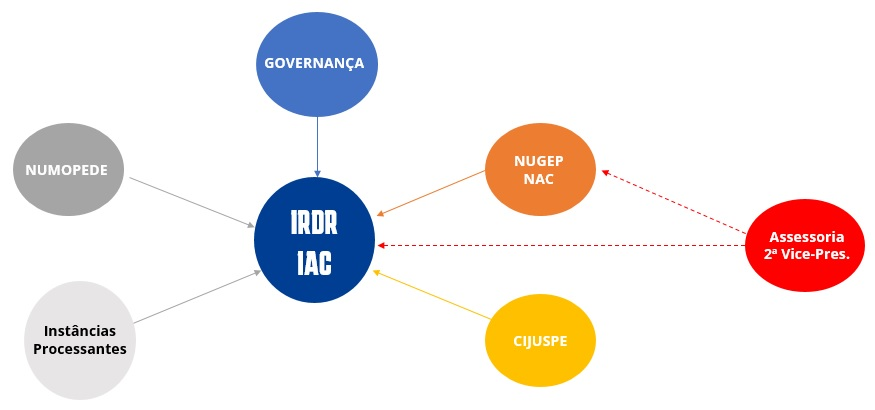 GOVERNANÇA
NUMOPEDE
NUGEP
NAC
IRDR
IAC
Assessoria
2ª Vice-Pres.
Instâncias
Processantes
CIJUSPE